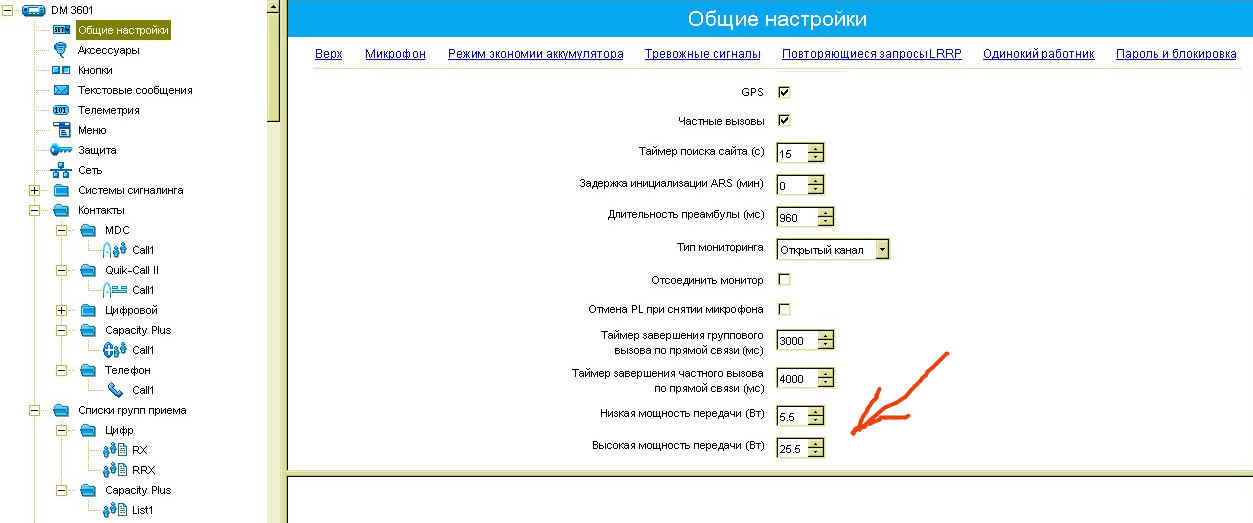 DM 3601
Общие настройки
Аксессуары
Кнопки
Текстовые сообщения
Телеметрия
Меню
Защита
Сеть
Системы сигналинга
Контакты
MDC
Call1
Quik-Call II
Call1
Цифровой
Capacity Plus
Call1
Телефон
Call1
Списки групп приема
Цифр
RX
RRX
Capacity Plus
List1
Общие настройки
Верх Микрофон Режим экономии аккумулятора Тревожные сигналы Повторяющиеся запросы LRRP Одинокий работник Пароль и блокировка
GPS
Частные вызовы
Таймер поиска сайта (с) 15
Задержка инициализации ARS (мин) 0
Длительность преамбулы (мс) 960
Тип мониторинга Открытый канал
Отсоединить монитор
Отмена PL при снятии микрофона
Таймер завершения группового
вызова по прямой связи (мс) 3000
Таймер завершения частного вызова
по прямой связи (мс) 4000
Низкая мощность передачи (Вт) 5.5
Высокая мощность передачи (Вт) 25.5